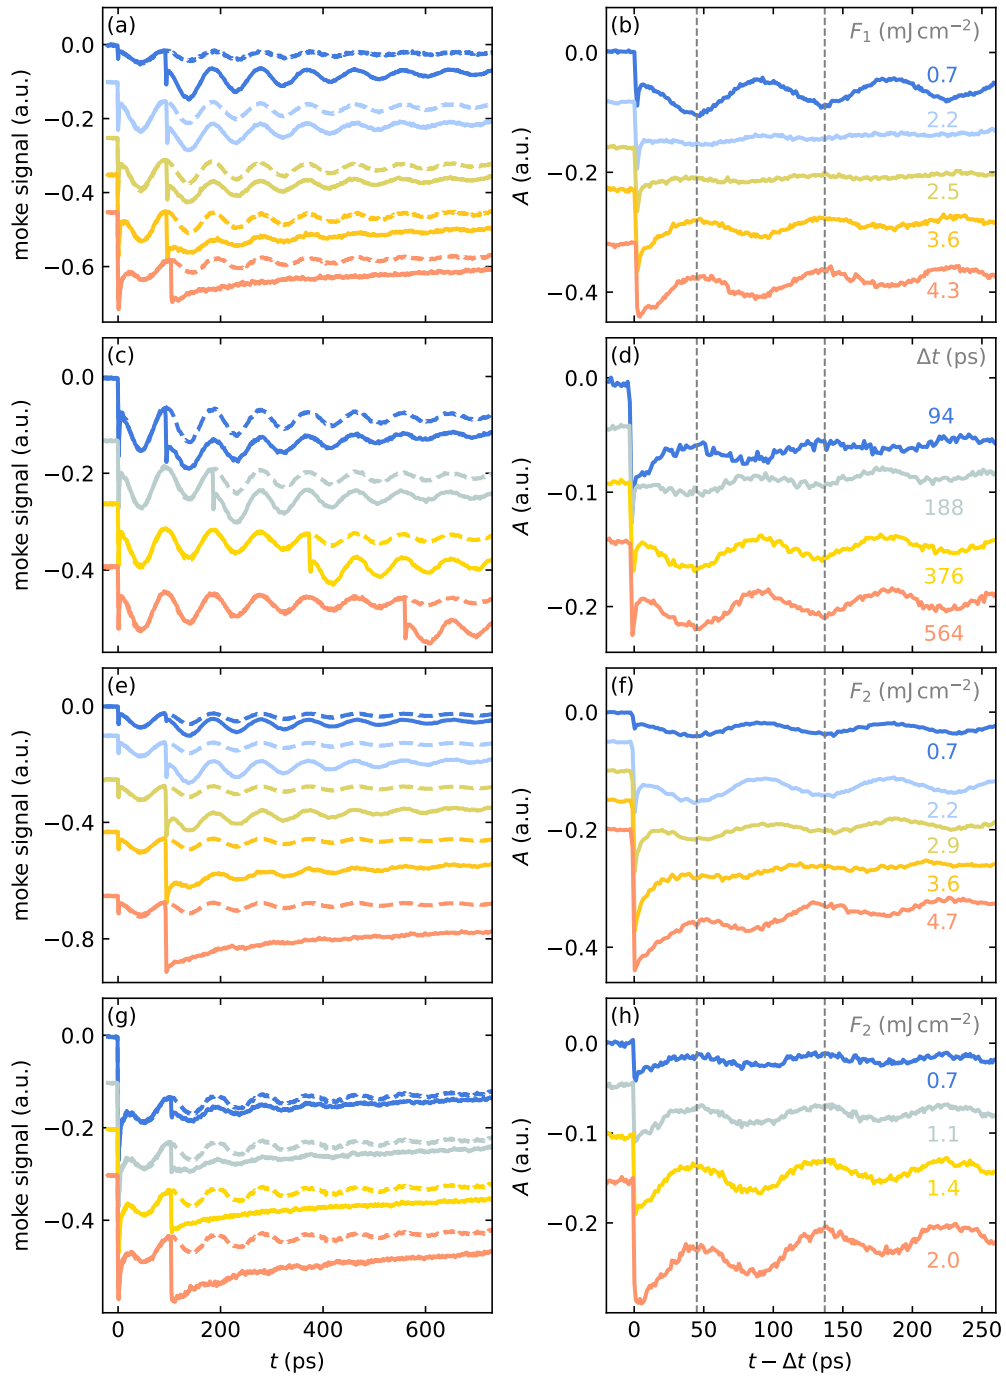 (a)
0.0
−0.2
−0.4
−0.6
moke signal (a.u.)
(b)
F₁ (mJ cm⁻²)
0.0
−0.2
−0.4
A (a.u.)
0.7
2.2
2.5
3.6
4.3
(c)
0.0
−0.2
−0.4
moke signal (a.u.)
(d)
Δt (ps)
0.0
−0.1
−0.2
A (a.u.)
94
188
376
564
(e)
0.0
−0.4
−0.8
moke signal (a.u.)
(f)
F₂ (mJ cm⁻²)
0.0
−0.2
−0.4
A (a.u.)
0.7
2.2
2.9
3.6
4.7
(g)
0.0
−0.2
−0.4
moke signal (a.u.)
0 200 400 600
t (ps)
(h)
F₂ (mJ cm⁻²)
0.0
−0.1
−0.2
A (a.u.)
0.7
1.1
1.4
2.0
0 50 100 150 200 250
t − Δt (ps)